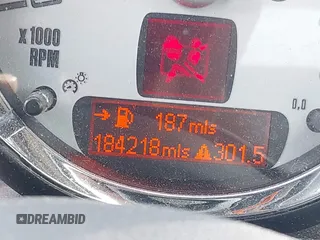 x 1000
RPM
0,0
187 mls
184218mls 301.5
DREAMBID